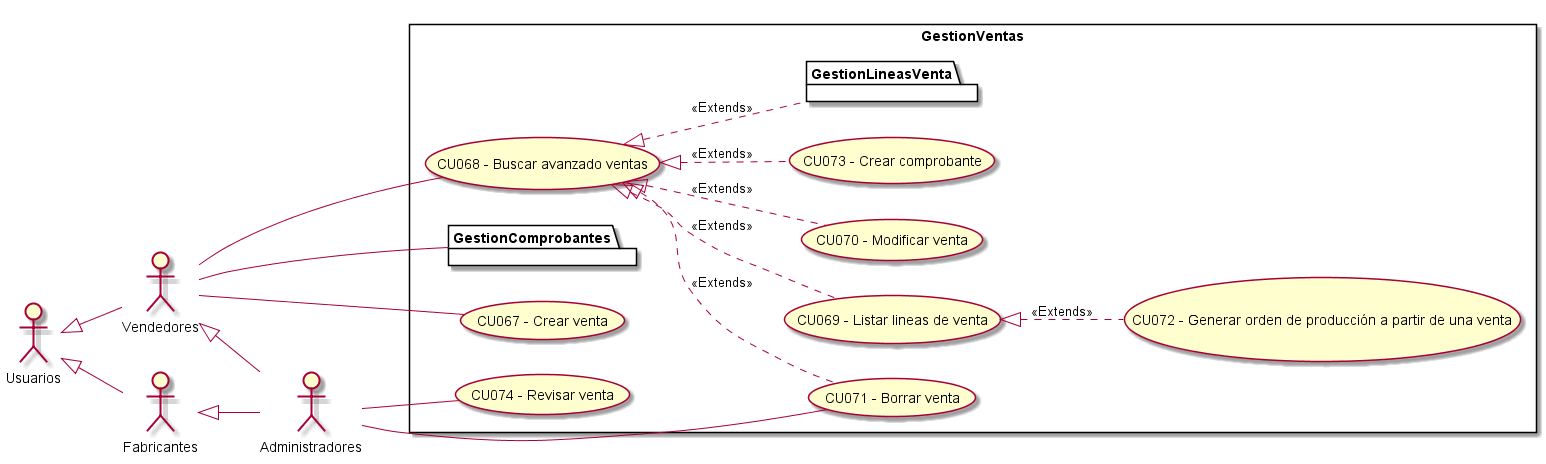 GestionVentas
GestionLineasVenta
«Extends»
CU068 - Buscar avanzado ventas
«Extends»
CU073 - Crear comprobante
«Extends»
CU070 - Modificar venta
«Extends»
GestionComprobantes
«Extends»
CU069 - Listar lineas de venta
«Extends»
CU072 - Generar orden de producción a partir de una venta
CU067 - Crear venta
Vendedores
Usuarios
CU074 - Revisar venta
CU071 - Borrar venta
Fabricantes
Administradores